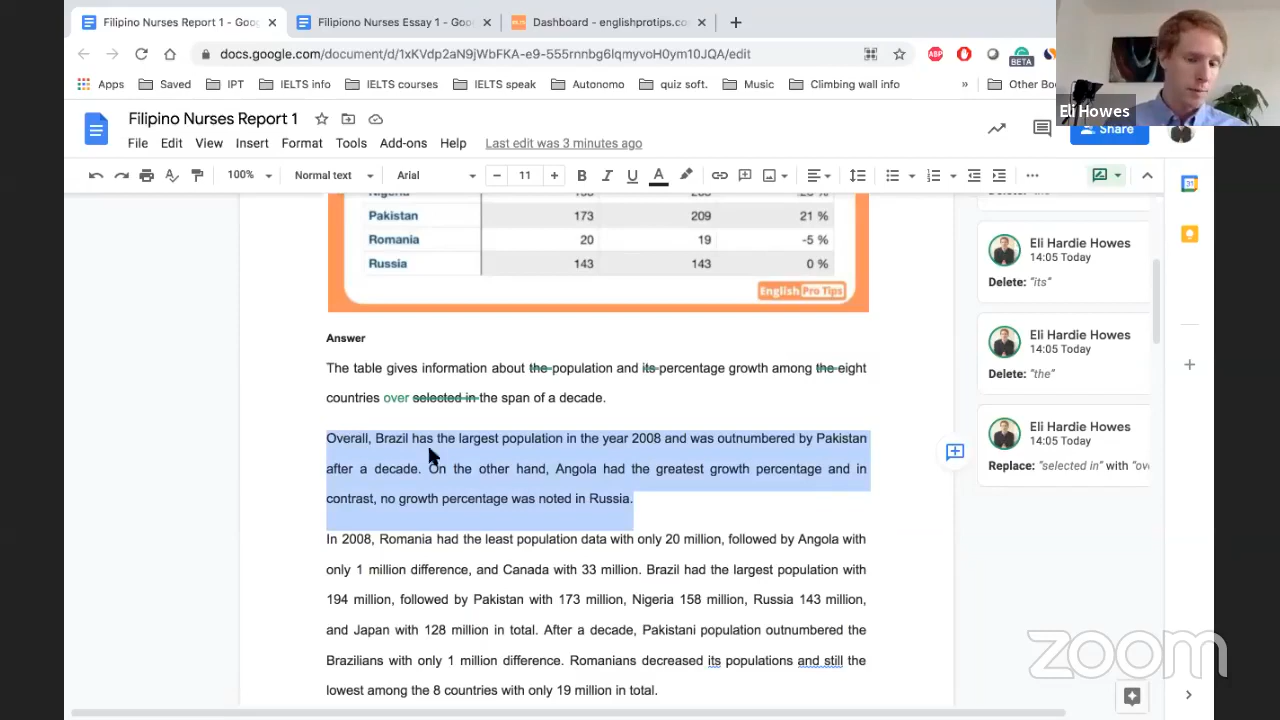 Filipino Nurses Report 1 - Goog
Filipiono Nurses Essay 1 - Goo
Dashboard - englishprotips.co
docs.google.com/document/d/1xKVdp2aN9jWbFKA-e9-555rnnbg6lqmyvoH0ym10JQA/edit
ABP
BETA
Apps
Saved
IPT
IELTS info
IELTS courses
IELTS speak
Autonomo
quiz soft.
Music
Climbing wall info
»
Other Boo
Eli Howes
Filipino Nurses Report 1
Share
File Edit View Insert Format Tools Add-ons Help Last edit was 3 minutes ago
100% Normal text Arial 11 B I U A
Pakistan 173 209 21 %
Romania 20 19 -5 %
Russia 143 143 0 %
English Pro Tips
Answer
The table gives information about the population and its percentage growth among the eight
countries over selected in the span of a decade.
Overall, Brazil has the largest population in the year 2008 and was outnumbered by Pakistan
after a decade. On the other hand, Angola had the greatest growth percentage and in
contrast, no growth percentage was noted in Russia.
In 2008, Romania had the least population data with only 20 million, followed by Angola with
only 1 million difference, and Canada with 33 million. Brazil had the largest population with
194 million, followed by Pakistan with 173 million, Nigeria 158 million, Russia 143 million,
and Japan with 128 million in total. After a decade, Pakistani population outnumbered the
Brazilians with only 1 million difference. Romanians decreased its populations and still the
lowest among the 8 countries with only 19 million in total.
Eli Hardie Howes
14:05 Today
Delete: "its"
Eli Hardie Howes
14:05 Today
Delete: "the"
Eli Hardie Howes
14:05 Today
Replace: "selected in" with "ov
31
zoom